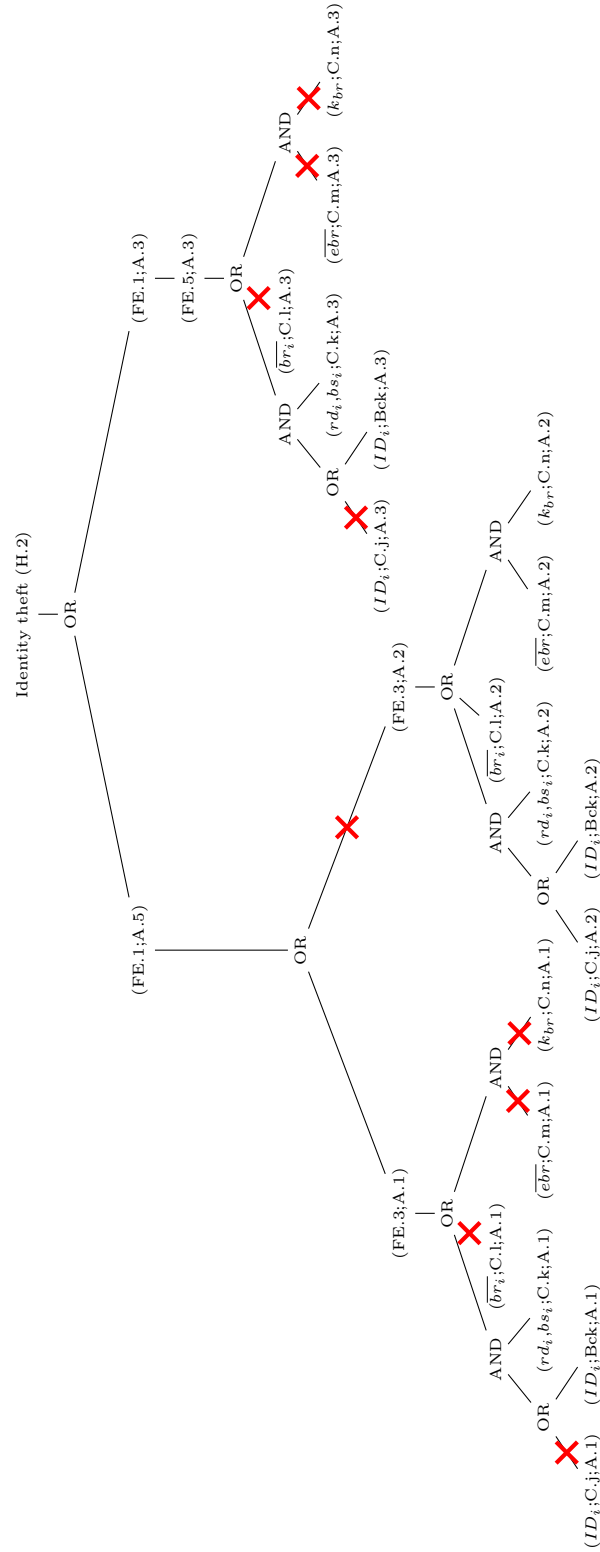 Identity theft (H.2)
OR
(FE.1;A.5)
(FE.1;A.3)
(FE.5;A.3)
OR
OR
(FE.3;A.1)
(FE.3;A.2)
OR
OR
AND
(\overline{br_i};C.l;A.3)
AND
OR
(rd_i,bs_i;C.k;A.3)
(\overline{ebr};C.m;A.3)
(k_{br};C.n;A.3)
(ID_i;C.j;A.3)
(ID_i;Bck;A.3)
AND
(\overline{br_i};C.l;A.1)
AND
AND
(\overline{br_i};C.l;A.2)
AND
OR
(rd_i,bs_i;C.k;A.1)
(\overline{ebr};C.m;A.1)
(k_{br};C.n;A.1)
OR
(rd_i,bs_i;C.k;A.2)
(\overline{ebr};C.m;A.2)
(k_{br};C.n;A.2)
(ID_i;C.j;A.1)
(ID_i;Bck;A.1)
(ID_i;C.j;A.2)
(ID_i;Bck;A.2)